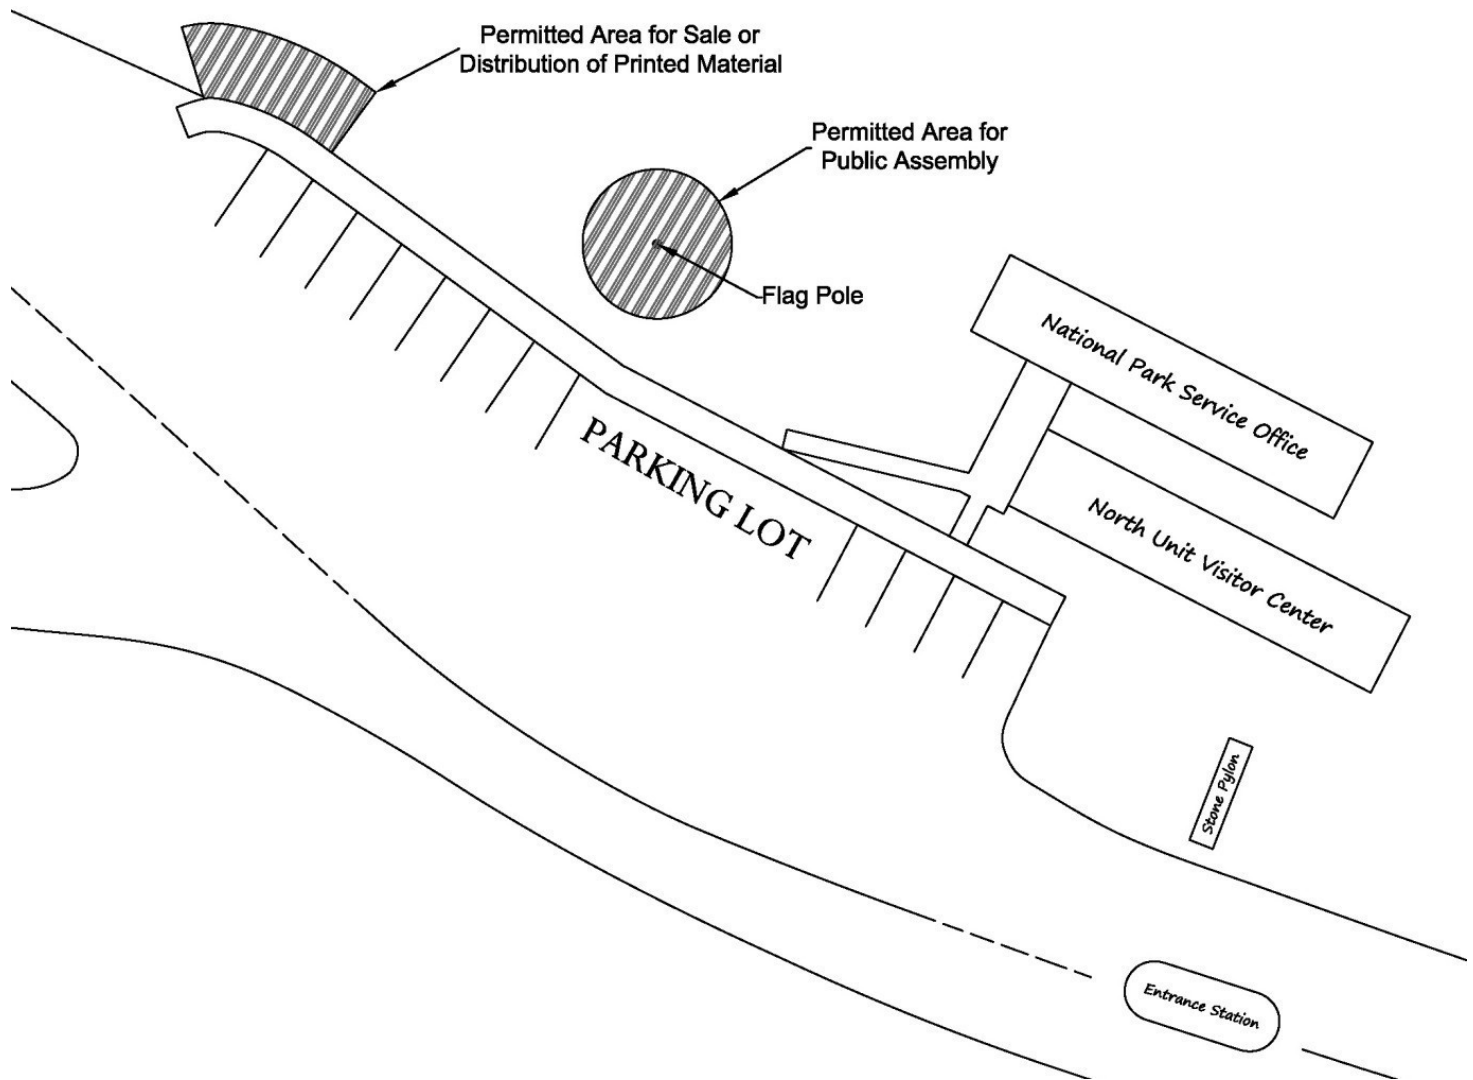 Permitted Area for Sale or
Distribution of Printed Material
Permitted Area for
Public Assembly
Flag Pole
National Park Service Office
PARKING LOT
North Unit Visitor Center
Stone Pylon
Entrance Station